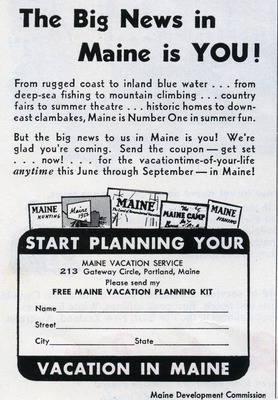 The Big News in
Maine is YOU!
From rugged coast to inland blue water . . . from
deep-sea fishing to mountain climbing . . . country
fairs to summer theatre . . . historic homes to down-
east clambakes, Maine is Number One in summer fun.
But the big news to us in Maine is you! We're
glad you're coming. Send the coupon — get set
. . . now! . . . for the vacationtime-of-your-life
anytime this June through September — in Maine!
MAINE
HUNTING
Maine
1952
MAINE
The
MAINE CAMP
MAINE
FISHING
START PLANNING YOUR
MAINE VACATION SERVICE
213 Gateway Circle, Portland, Maine
Please send my
FREE MAINE VACATION PLANNING KIT
Name
Street
City State
VACATION IN MAINE
Maine Development Commission